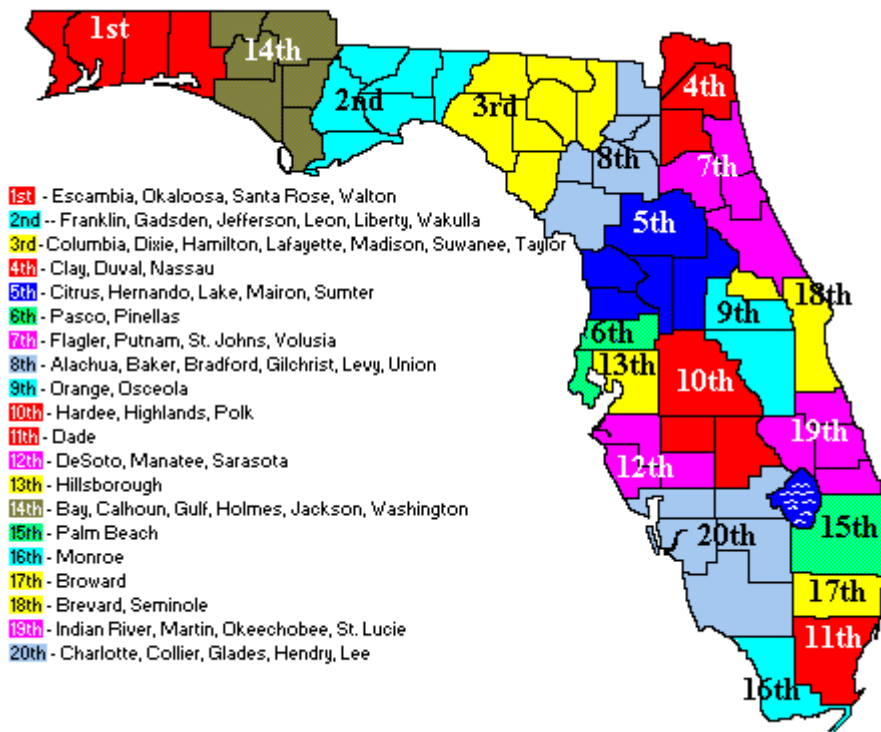 1st
14th
2nd
3rd
4th
8th
7th
5th
18th
9th
6th
13th
10th
19th
12th
20th
15th
17th
11th
16th
1st - Escambia, Okaloosa, Santa Rose, Walton
2nd -- Franklin, Gadsden, Jefferson, Leon, Liberty, Wakulla
3rd - Columbia, Dixie, Hamilton, Lafayette, Madison, Suwanee, Taylor
4th - Clay, Duval, Nassau
5th - Citrus, Hernando, Lake, Mairon, Sumter
6th - Pasco, Pinellas
7th - Flagler, Putnam, St. Johns, Volusia
8th - Alachua, Baker, Bradford, Gilchrist, Levy, Union
9th - Orange, Osceola
10th - Hardee, Highlands, Polk
11th - Dade
12th - DeSoto, Manatee, Sarasota
13th - Hillsborough
14th - Bay, Calhoun, Gulf, Holmes, Jackson, Washington
15th - Palm Beach
16th - Monroe
17th - Broward
18th - Brevard, Seminole
19th - Indian River, Martin, Okeechobee, St. Lucie
20th - Charlotte, Collier, Glades, Hendry, Lee